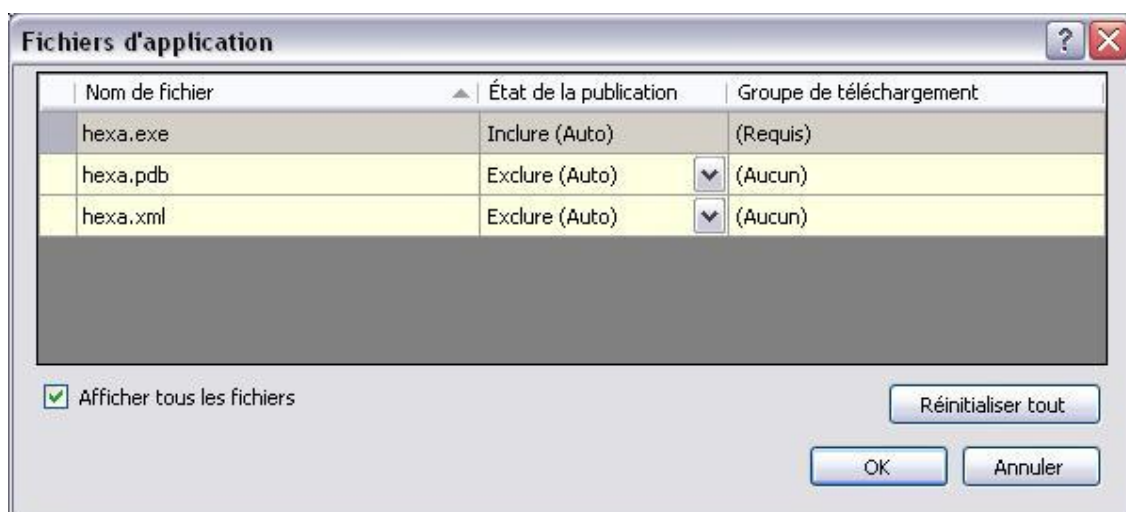 Fichiers d'application
Nom de fichier État de la publication Groupe de téléchargement
hexa.exe Inclure (Auto) (Requis)
hexa.pdb Exclure (Auto) (Aucun)
hexa.xml Exclure (Auto) (Aucun)
Afficher tous les fichiers
Réinitialiser tout
OK Annuler